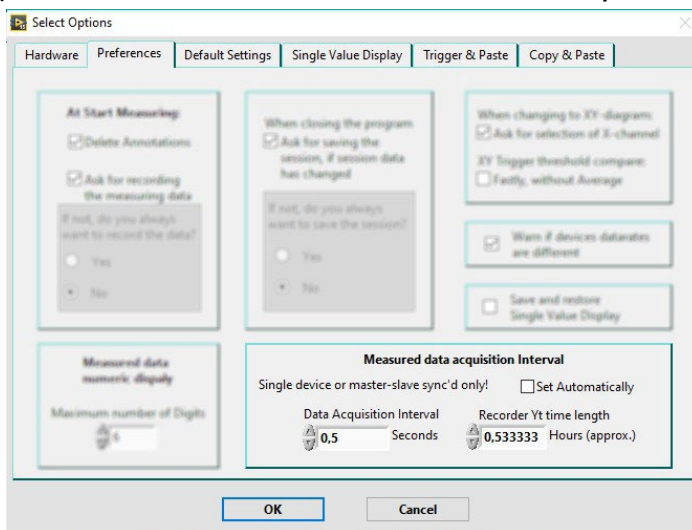 Select Options
Hardware Preferences Default Settings Single Value Display Trigger & Paste Copy & Paste
At Start Measuring:
Delete Annotations
Ask for recording
the measuring data
If not, do you always
want to record the data?
Yes
No
When closing the program
Ask for saving the
session, if session data
has changed
If not, do you always
want to save the session?
Yes
No
When changing to XY-diagram:
Ask for selection of X-channel
XY Trigger threshold compare:
Fastly, without Average
Warn if devices datarates
are different
Save and restore
Single Value Display
Measured data
numeric dispaly
Maximum number of Digits
6
Measured data acquisition Interval
Single device or master-slave sync'd only! Set Automatically
Data Acquisition Interval Recorder Yt time length
0,5 Seconds 0,533333 Hours (approx.)
OK Cancel